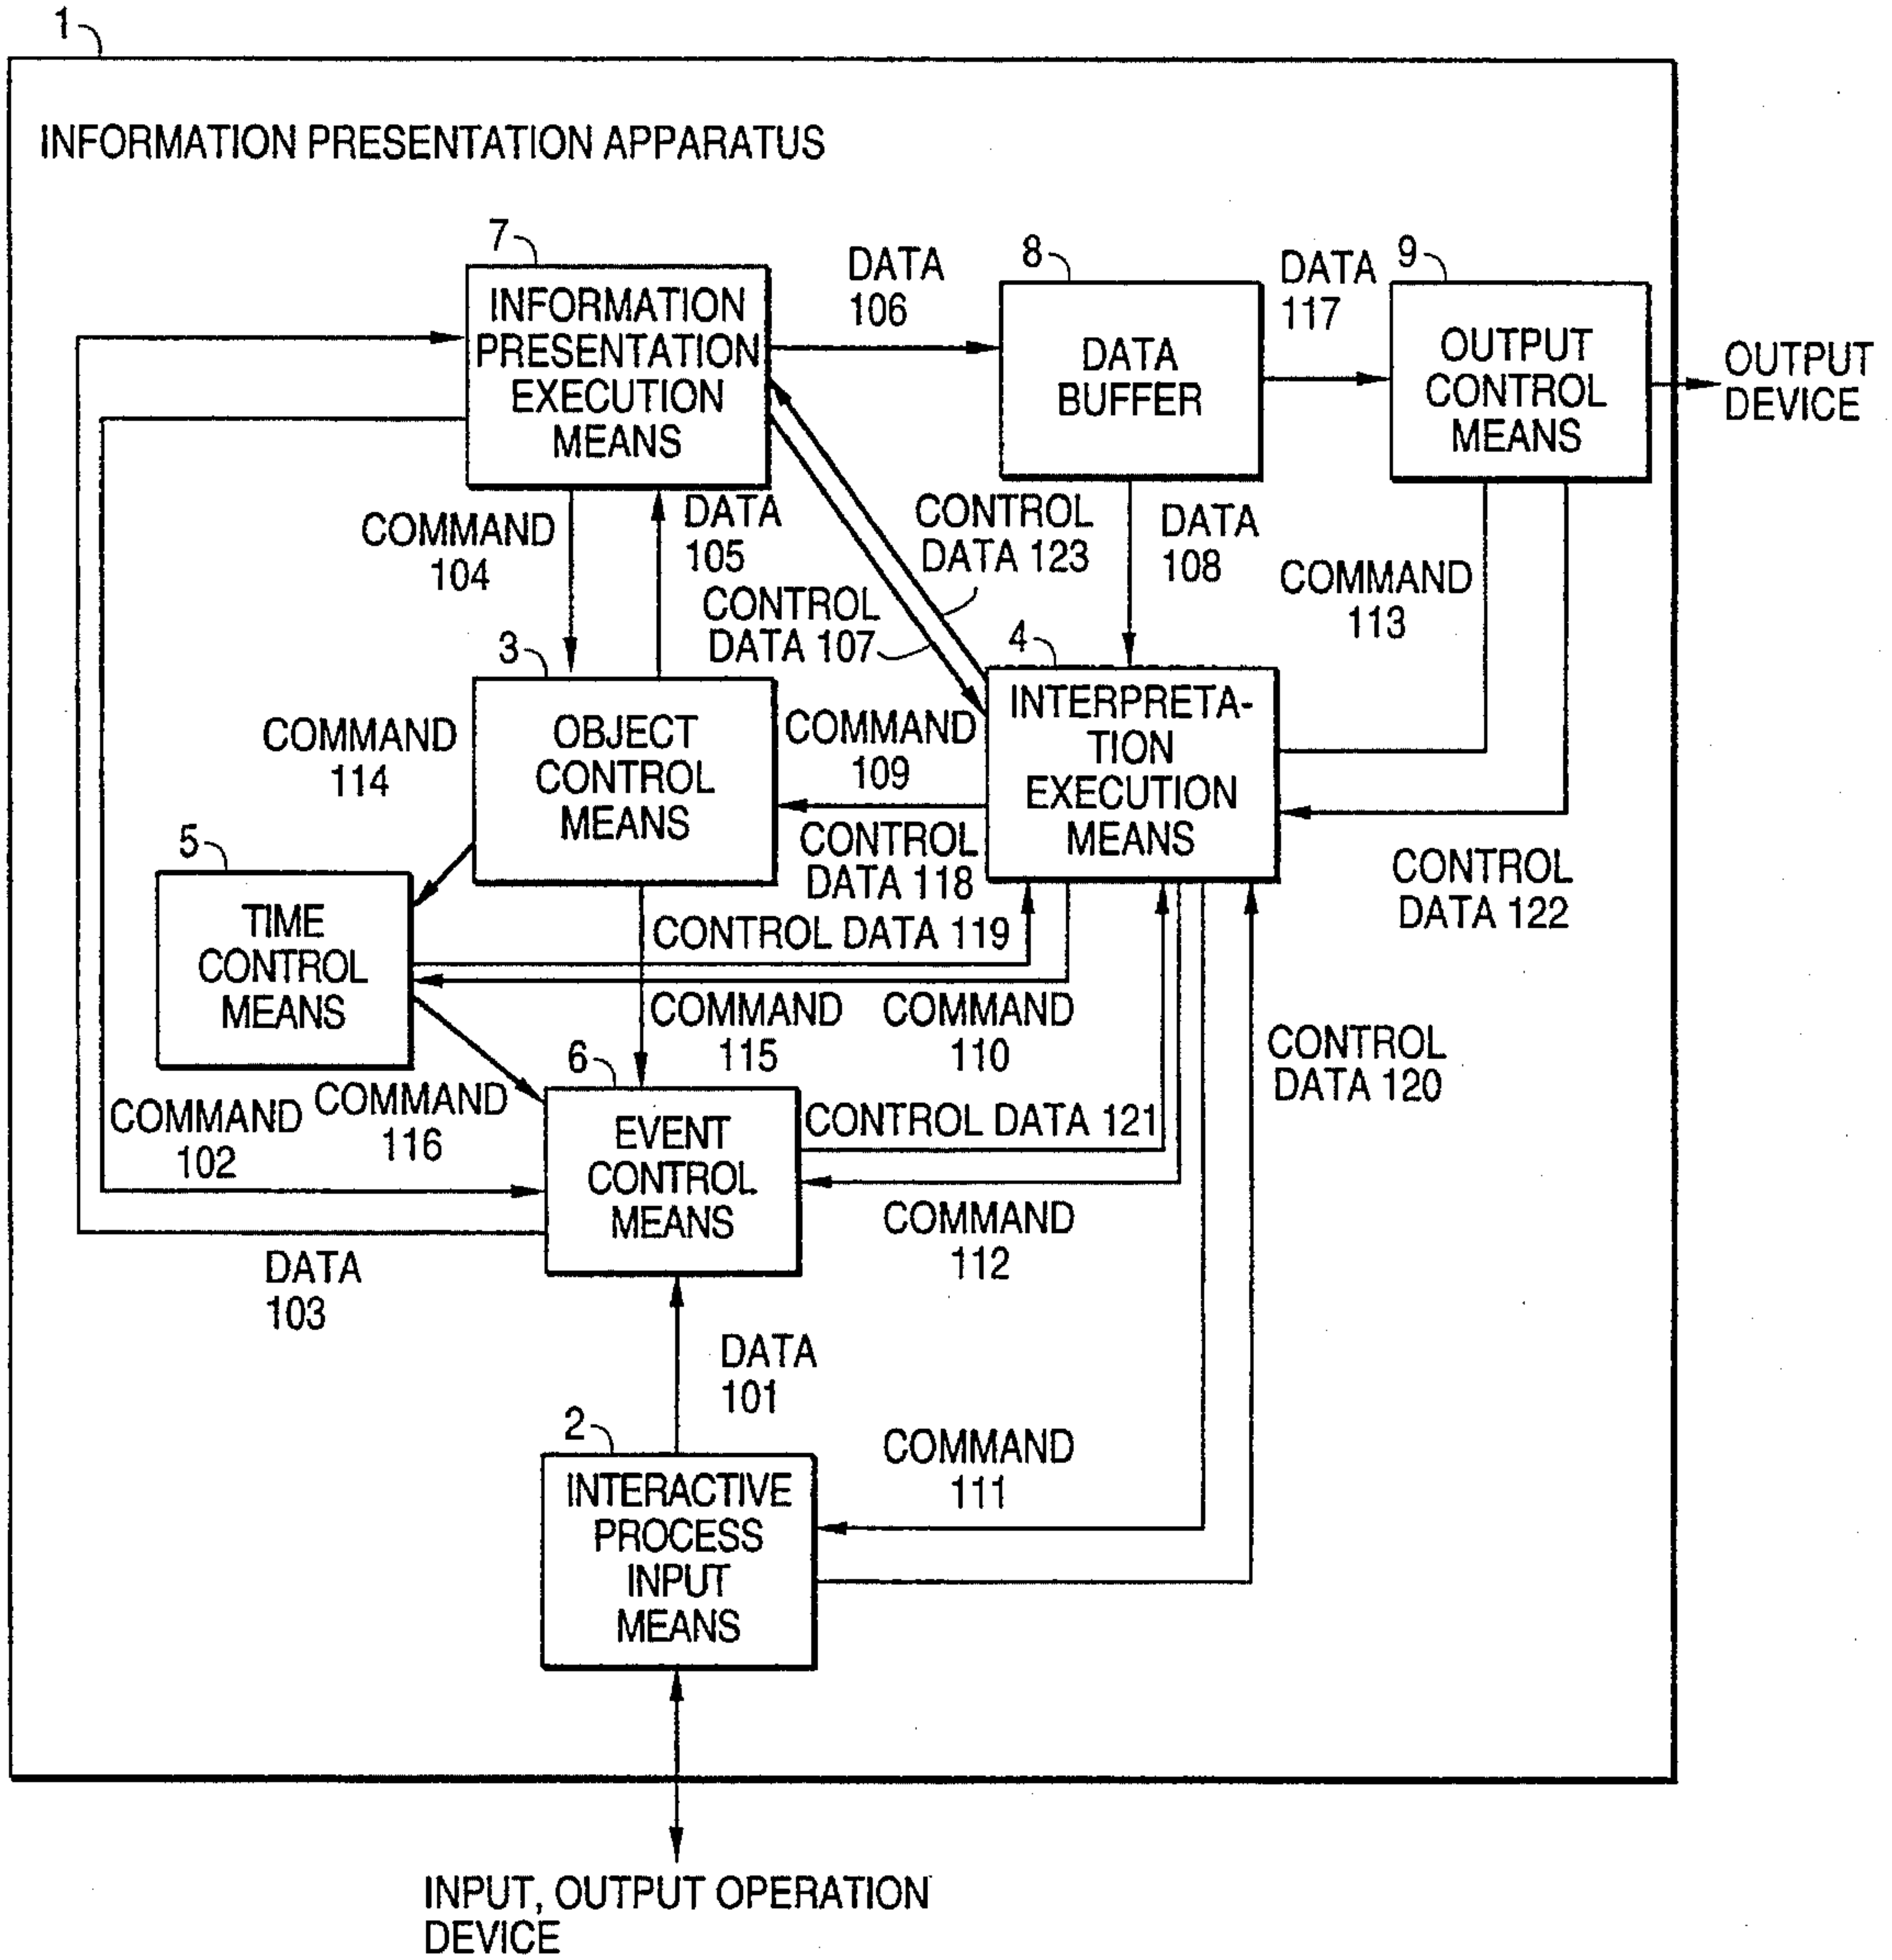 1
INFORMATION PRESENTATION APPARATUS
7
INFORMATION
PRESENTATION
EXECUTION
MEANS
DATA
106
8
DATA
BUFFER
DATA
117
9
OUTPUT
CONTROL
MEANS
OUTPUT
DEVICE
COMMAND
104
DATA
105
CONTROL
DATA 123
DATA
108
COMMAND
113
CONTROL
DATA 107
3
OBJECT
CONTROL
MEANS
4
INTERPRETA-
TION
EXECUTION
MEANS
COMMAND
114
COMMAND
109
CONTROL
DATA 118
CONTROL
DATA 122
5
TIME
CONTROL
MEANS
CONTROL DATA 119
COMMAND
115
COMMAND
110
CONTROL
DATA 120
COMMAND
102
COMMAND
116
6
EVENT
CONTROL
MEANS
CONTROL DATA 121
COMMAND
112
DATA
103
DATA
101
2
INTERACTIVE
PROCESS
INPUT
MEANS
COMMAND
111
INPUT, OUTPUT OPERATION
DEVICE